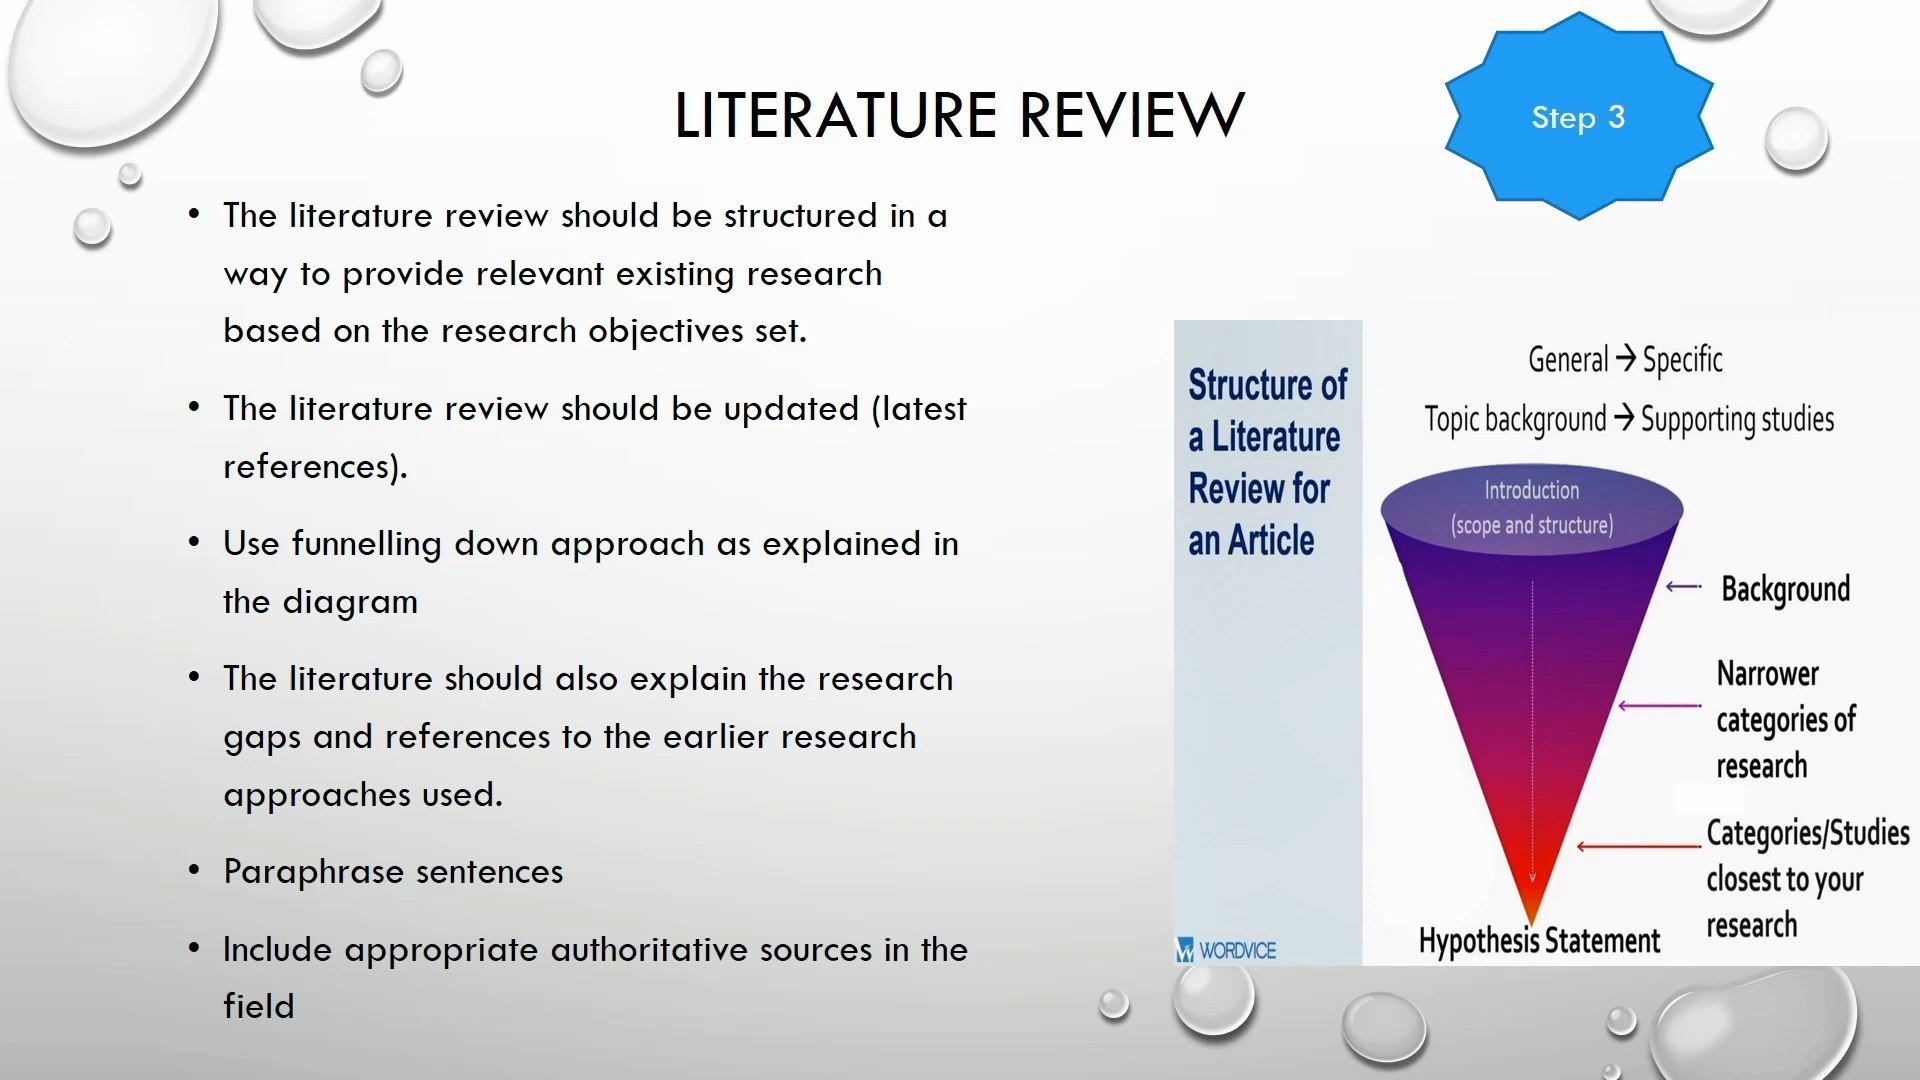 LITERATURE REVIEW
Step 3
• The literature review should be structured in a
way to provide relevant existing research
based on the research objectives set.
• The literature review should be updated (latest
references).
• Use funnelling down approach as explained in
the diagram
• The literature should also explain the research
gaps and references to the earlier research
approaches used.
• Paraphrase sentences
• Include appropriate authoritative sources in the
field
Structure of
a Literature
Review for
an Article
WORDVICE
General → Specific
Topic background → Supporting studies
Introduction
(scope and structure)
Background
Narrower
categories of
research
Categories/Studies
closest to your
research
Hypothesis Statement